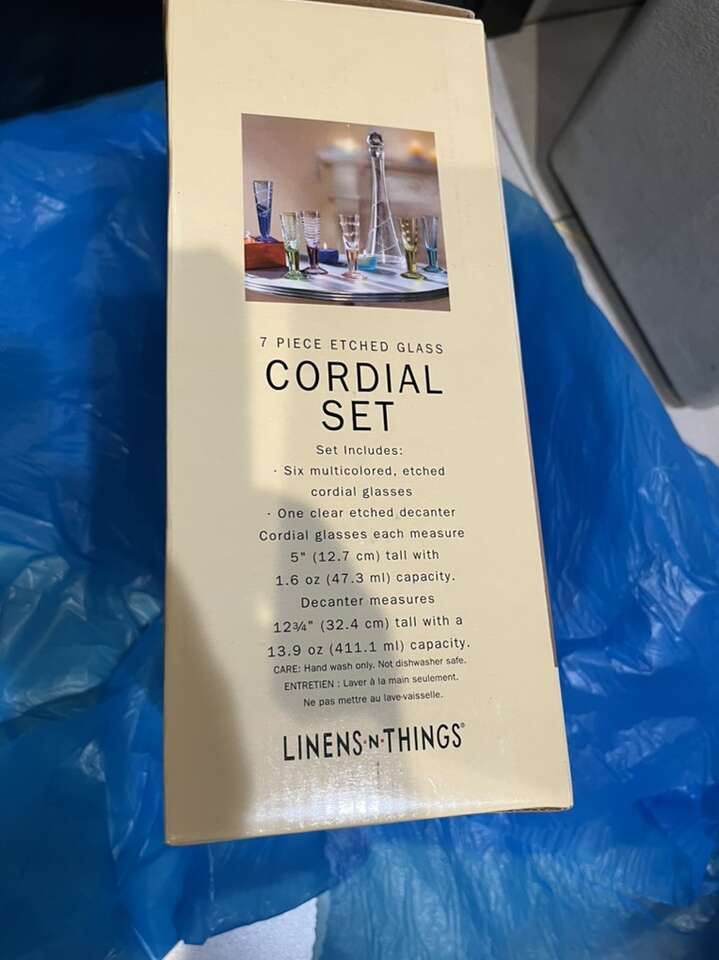 7 PIECE ETCHED GLASS
CORDIAL
SET
Set Includes:
· Six multicolored, etched
cordial glasses
· One clear etched decanter
Cordial glasses each measure
5" (12.7 cm) tall with
1.6 oz (47.3 ml) capacity.
Decanter measures
12¾" (32.4 cm) tall with a
13.9 oz (411.1 ml) capacity.
CARE: Hand wash only. Not dishwasher safe.
ENTRETIEN : Laver à la main seulement.
Ne pas mettre au lave-vaisselle.
LINENS·N·THINGS®